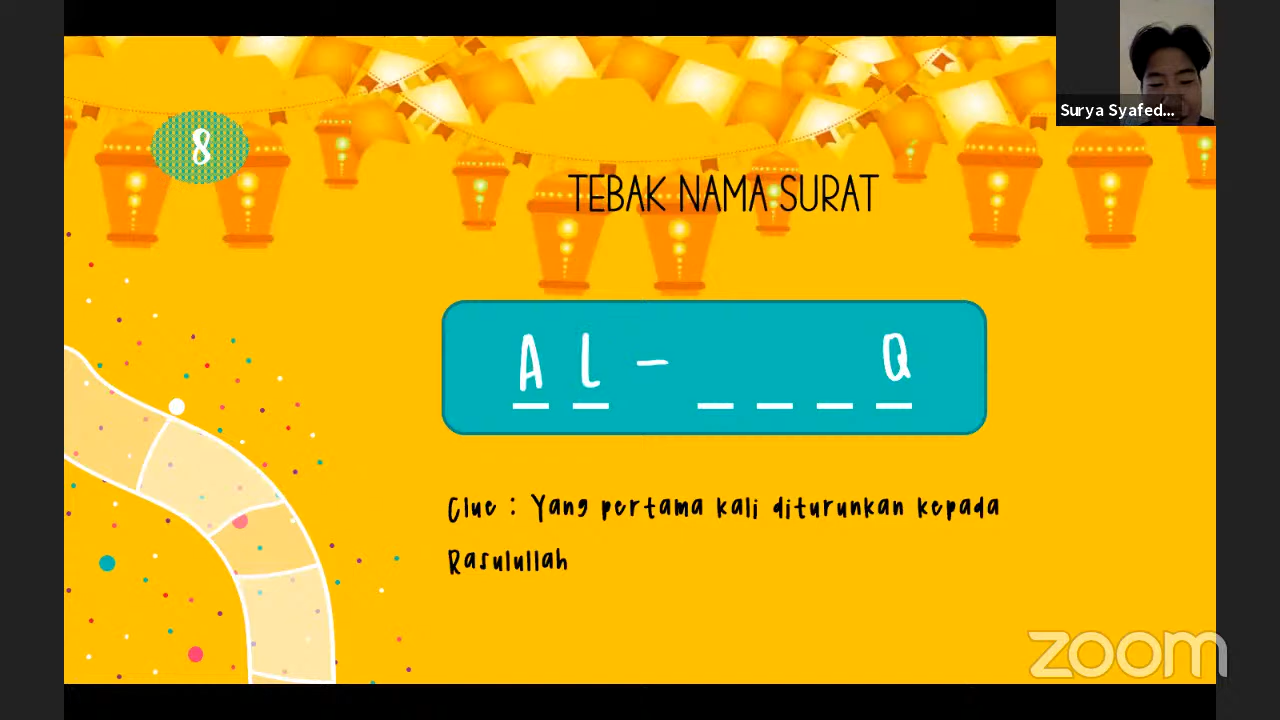 Surya Syafed...
8
TEBAK NAMA SURAT
A L - _ _ _ Q
Clue : Yang pertama kali diturunkan kepada
Rasulullah
zoom